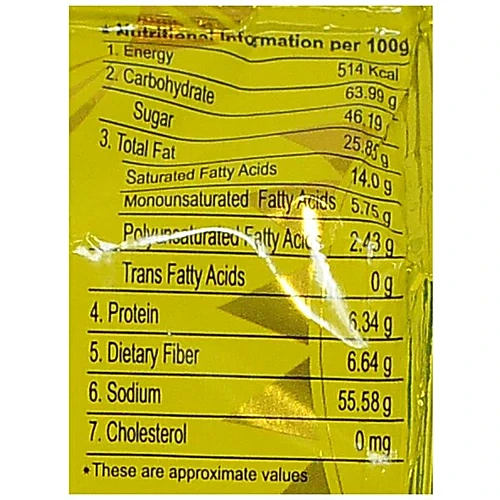 * Nutritional Information per 100g
1. Energy 514 Kcal
2. Carbohydrate 63.99 g
Sugar 46.19
3. Total Fat 25.85 g
Saturated Fatty Acids 14.0 g
Monounsaturated Fatty Acids 5.75 g
Polyunsaturated Fatty Acids 2.43 g
Trans Fatty Acids 0 g
4. Protein 6.34 g
5. Dietary Fiber 6.64 g
6. Sodium 55.58 g
7. Cholesterol 0 mg
*These are approximate values